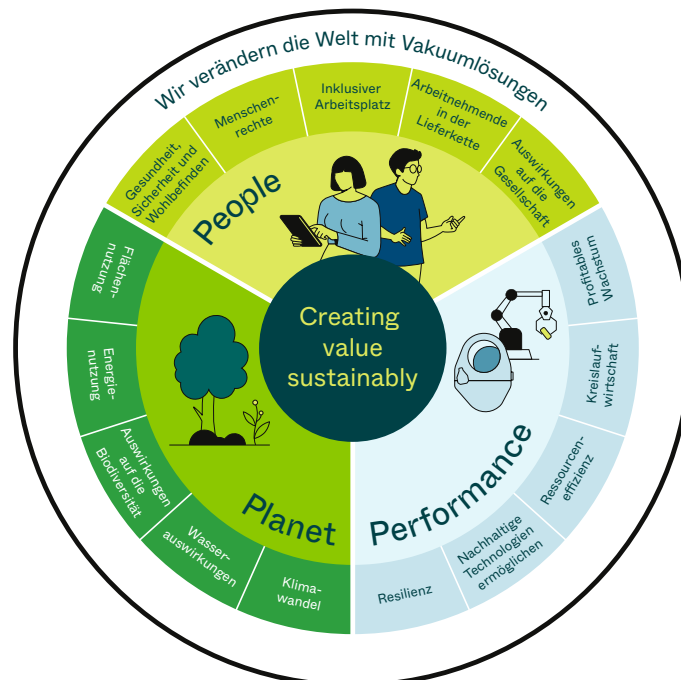 Wir verändern die Welt mit Vakuumlösungen
Gesundheit,
Sicherheit und
Wohlbefinden
Menschen-
rechte
Inklusiver
Arbeitsplatz
Arbeitnehmende
in der
Lieferkette
Auswirkungen
auf die
Gesellschaft
People
Profitables
Wachstum
Kreislauf-
wirtschaft
Ressourcen-
effizienz
Nachhaltige
Technologien
ermöglichen
Resilienz
Performance
Klima-
wandel
Wasser-
auswirkungen
Auswirkungen
auf die
Biodiversität
Energie-
nutzung
Flächen-
nutzung
Planet
Creating
value
sustainably